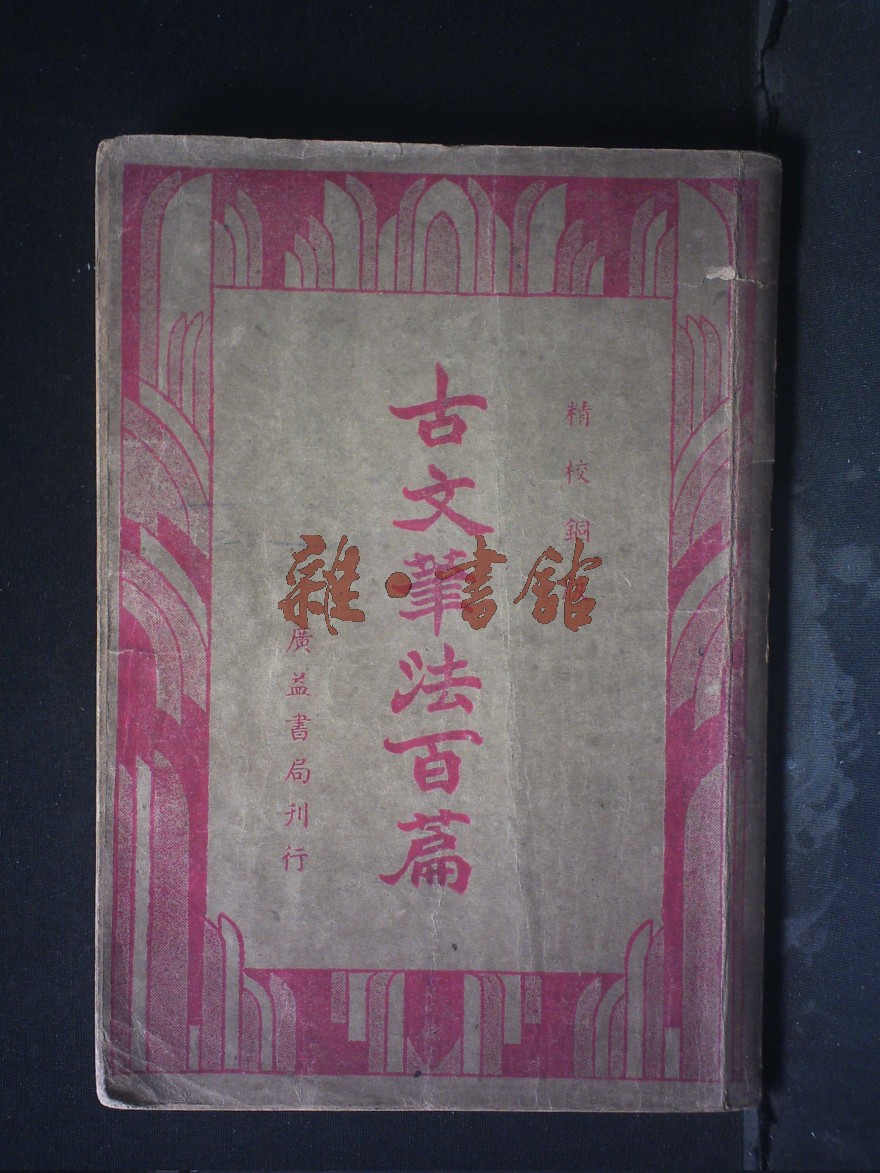 精校銅
古文筆法百篇
廣益書局刊行
雜·書館